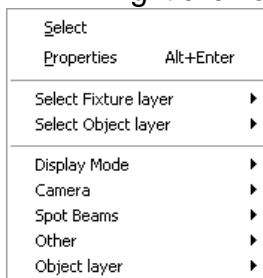 Select
Properties Alt+Enter
Select Fixture layer
Select Object layer
Display Mode
Camera
Spot Beams
Other
Object layer